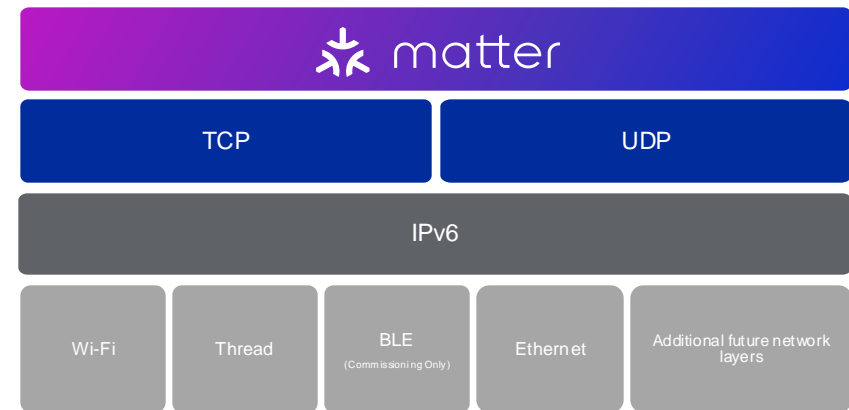 matter
TCP
UDP
IPv6
Wi-Fi
Thread
BLE
(Commissioning Only)
Ethernet
Additional future network
layers